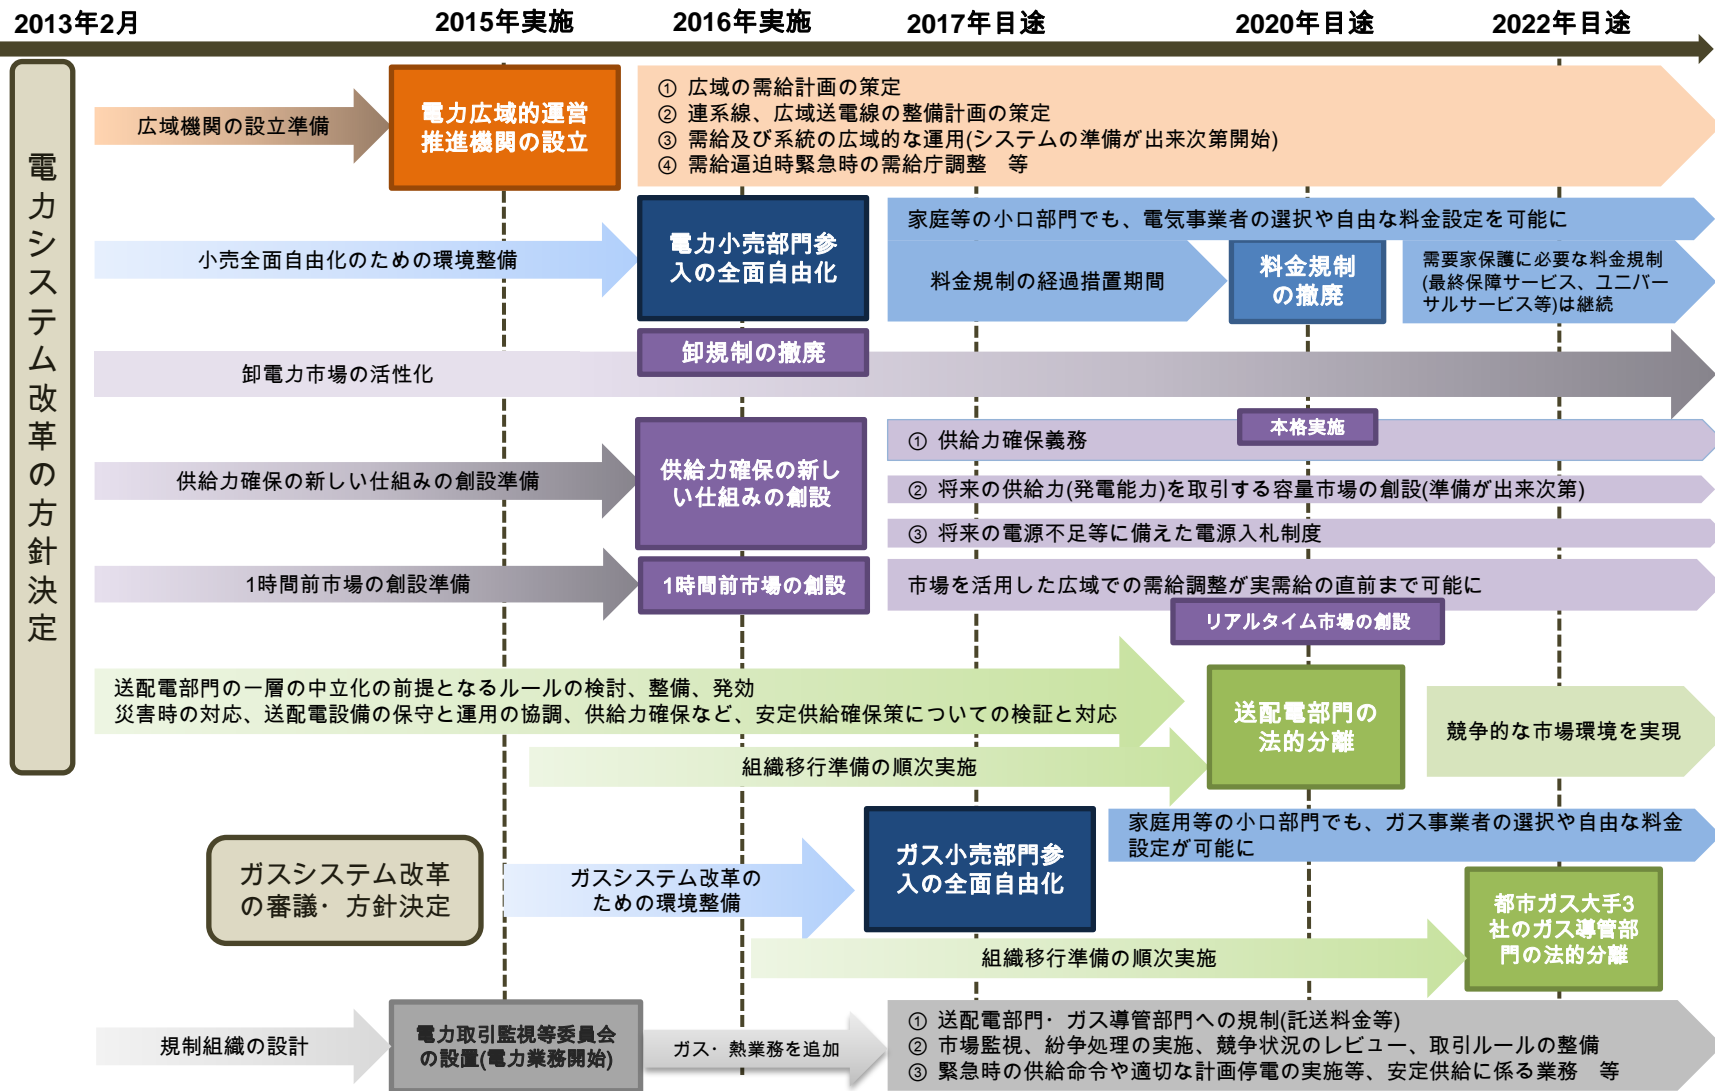 2013年2月
2015年実施
2016年実施
2017年目途
2020年目途
2022年目途
電力システム改革の方針決定
広域機関の設立準備
電力広域的運営
推進機関の設立
① 広域の需給計画の策定
② 連系線、広域送電線の整備計画の策定
③ 需給及び系統の広域的な運用(システムの準備が出来次第開始)
④ 需給逼迫時緊急時の需給庁調整　等
小売全面自由化のための環境整備
電力小売部門参
入の全面自由化
家庭等の小口部門でも、電気事業者の選択や自由な料金設定を可能に
料金規制の経過措置期間
料金規制
の撤廃
需要家保護に必要な料金規制
(最終保障サービス、ユニバー
サルサービス等)は継続
卸規制の撤廃
卸電力市場の活性化
供給力確保の新しい仕組みの創設準備
供給力確保の新し
い仕組みの創設
本格実施
① 供給力確保義務
② 将来の供給力(発電能力)を取引する容量市場の創設(準備が出来次第)
③ 将来の電源不足等に備えた電源入札制度
1時間前市場の創設準備
1時間前市場の創設
市場を活用した広域での需給調整が実需給の直前まで可能に
リアルタイム市場の創設
送配電部門の一層の中立化の前提となるルールの検討、整備、発効
災害時の対応、送配電設備の保守と運用の協調、供給力確保など、安定供給確保策についての検証と対応
組織移行準備の順次実施
送配電部門の
法的分離
競争的な市場環境を実現
ガスシステム改革
の審議・方針決定
ガスシステム改革の
ための環境整備
ガス小売部門参
入の全面自由化
家庭用等の小口部門でも、ガス事業者の選択や自由な料金
設定が可能に
組織移行準備の順次実施
都市ガス大手3
社のガス導管部
門の法的分離
規制組織の設計
電力取引監視等委員会
の設置(電力業務開始)
ガス・熱業務を追加
① 送配電部門・ガス導管部門への規制(託送料金等)
② 市場監視、紛争処理の実施、競争状況のレビュー、取引ルールの整備
③ 緊急時の供給命令や適切な計画停電の実施等、安定供給に係る業務　等